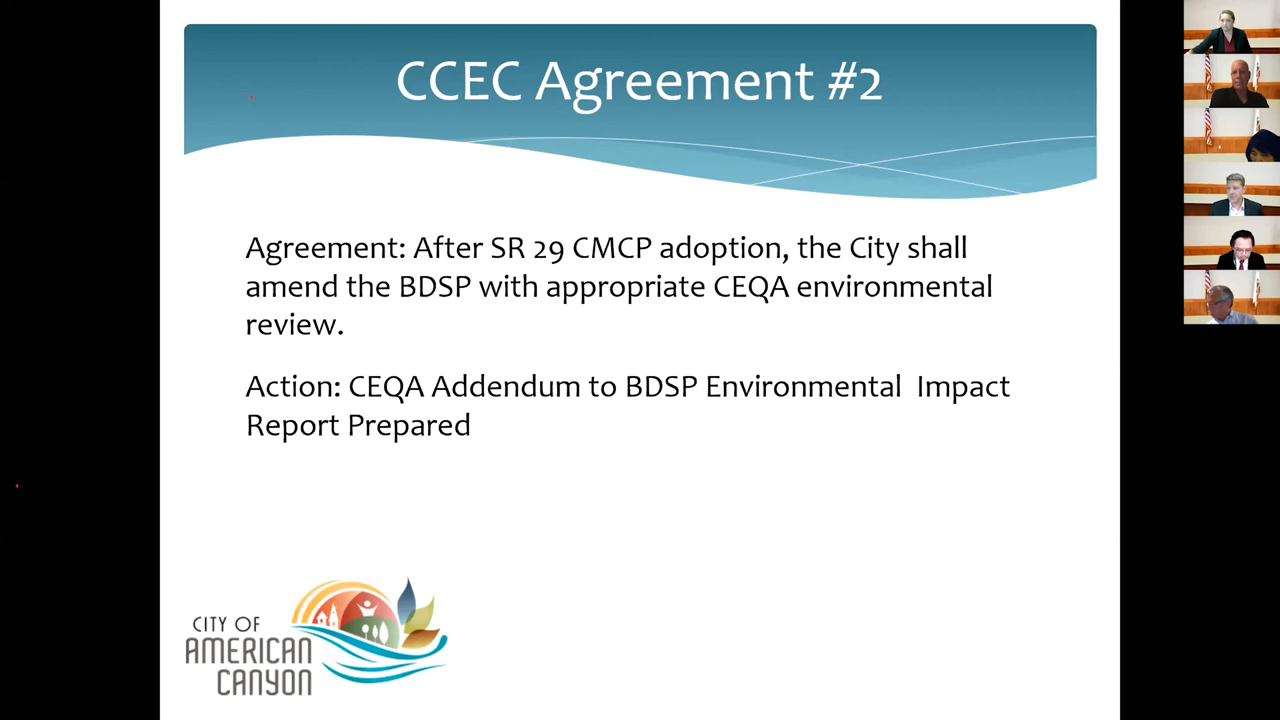 CCEC Agreement #2
Agreement: After SR 29 CMCP adoption, the City shall
amend the BDSP with appropriate CEQA environmental
review.
Action: CEQA Addendum to BDSP Environmental  Impact
Report Prepared
CITY OF
AMERICAN
CANYON